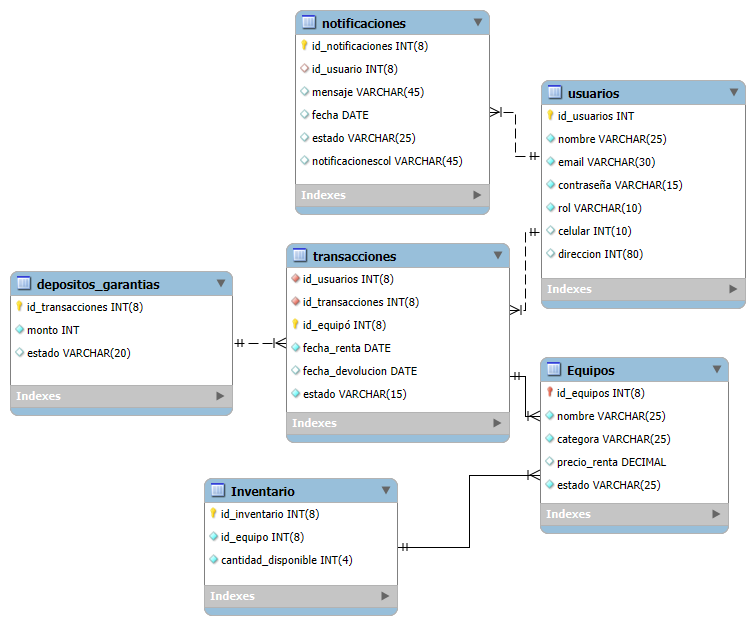 notificaciones
id_notificaciones INT(8)
id_usuario INT(8)
mensaje VARCHAR(45)
fecha DATE
estado VARCHAR(25)
notificacionescol VARCHAR(45)
Indexes
usuarios
id_usuarios INT
nombre VARCHAR(25)
email VARCHAR(30)
contraseña VARCHAR(15)
rol VARCHAR(10)
celular INT(10)
direccion INT(80)
Indexes
transacciones
id_usuarios INT(8)
id_transacciones INT(8)
id_equipó INT(8)
fecha_renta DATE
fecha_devolucion DATE
estado VARCHAR(15)
Indexes
depositos_garantias
id_transacciones INT(8)
monto INT
estado VARCHAR(20)
Indexes
Equipos
id_equipos INT(8)
nombre VARCHAR(25)
categora VARCHAR(25)
precio_renta DECIMAL
estado VARCHAR(25)
Indexes
Inventario
id_inventario INT(8)
id_equipo INT(8)
cantidad_disponible INT(4)
Indexes